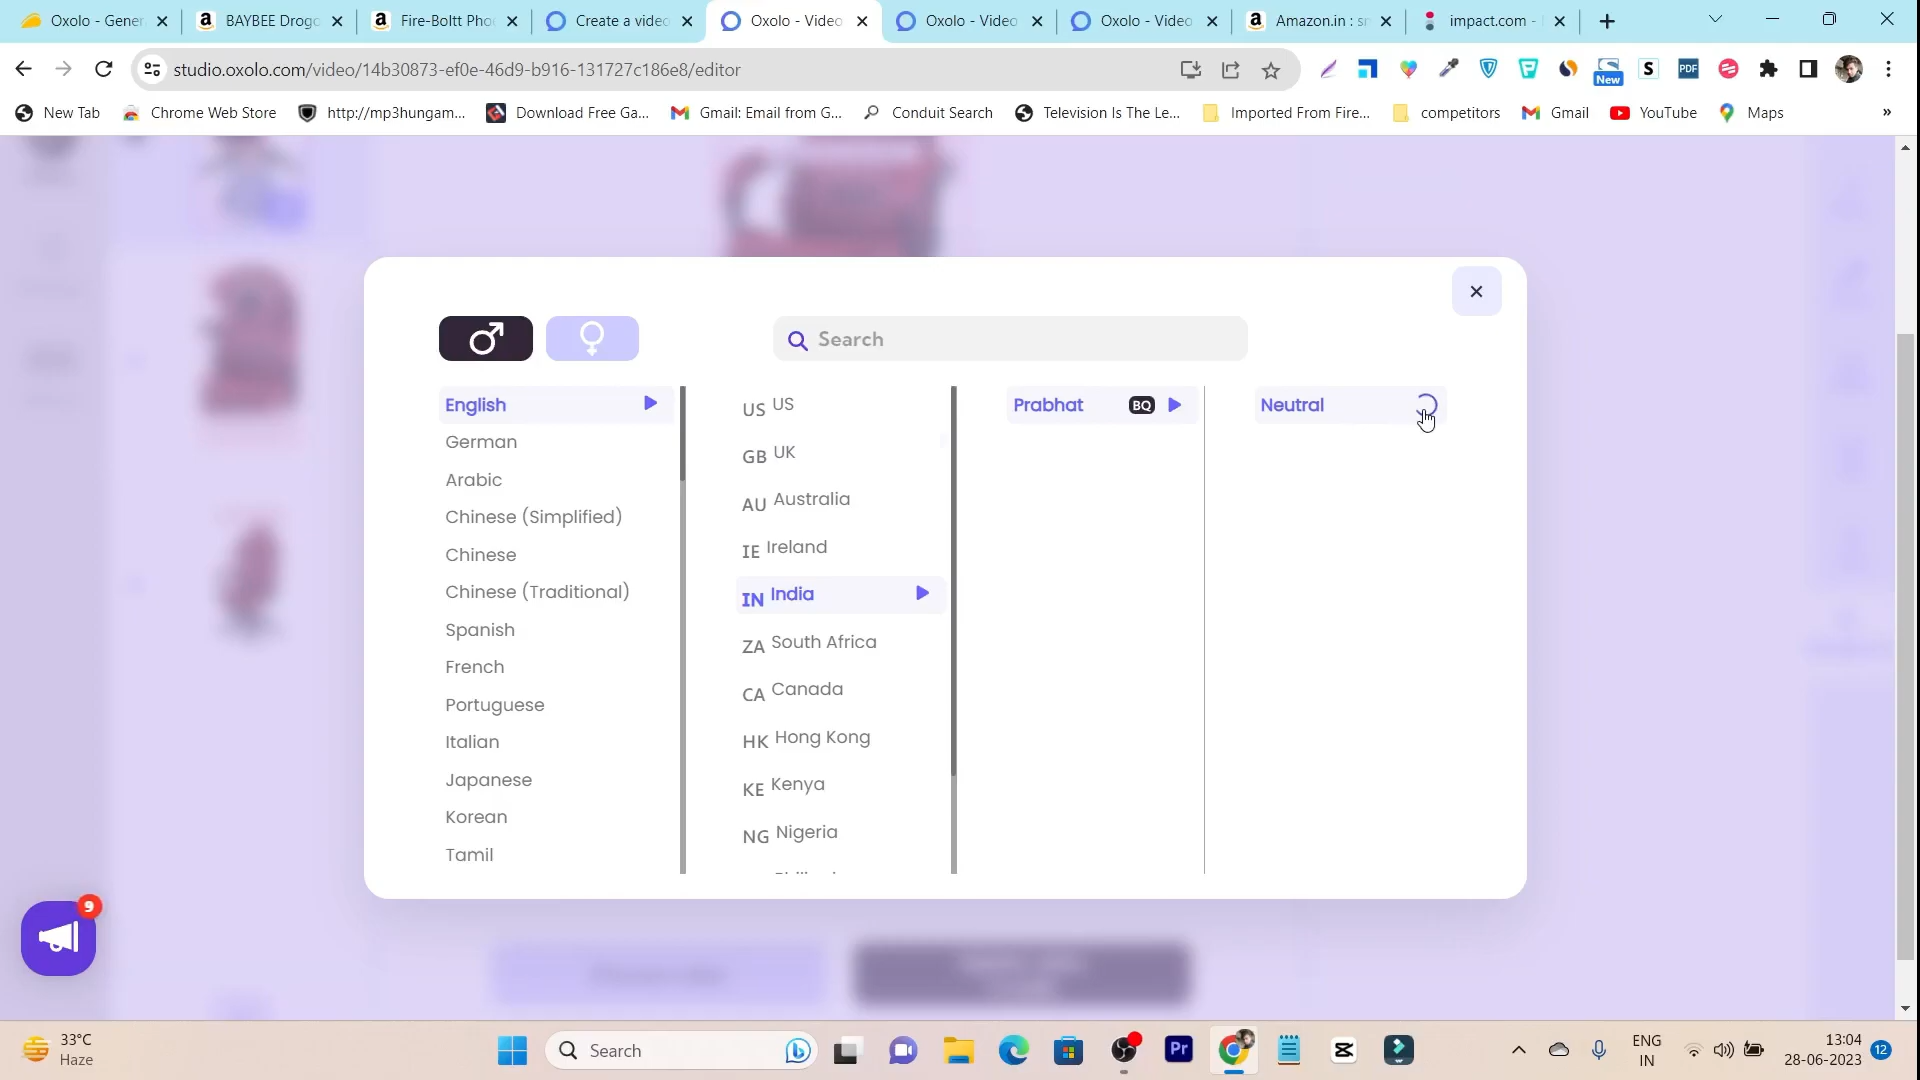 Oxolo - Gener
BAYBEE Drogo
Fire-Boltt Pho
Create a video
Oxolo - Video
Oxolo - Video
Oxolo - Video
Amazon.in : sm
impact.com -
studio.oxolo.com/video/14b30873-ef0e-46d9-b916-131727c186e8/editor
New
S
PDF
New Tab
Chrome Web Store
http://mp3hungam...
Download Free Ga...
Gmail: Email from G...
Conduit Search
Television Is The Le...
Imported From Fire...
competitors
Gmail
YouTube
Maps
»
Search
English
German
Arabic
Chinese (Simplified)
Chinese
Chinese (Traditional)
Spanish
French
Portuguese
Italian
Japanese
Korean
Tamil
US US
GB UK
AU Australia
IE Ireland
IN India
ZA South Africa
CA Canada
HK Hong Kong
KE Kenya
NG Nigeria
Prabhat BQ
Neutral
9
33°C
Haze
Search
Pr
ENG
IN
13:04
28-06-2023
12